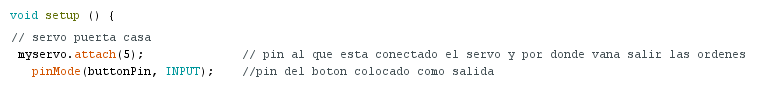 void setup () {
// servo puerta casa
myservo.attach(5); // pin al que esta conectado el servo y por donde vana salir las ordenes
pinMode(buttonPin, INPUT); //pin del boton colocado como salida